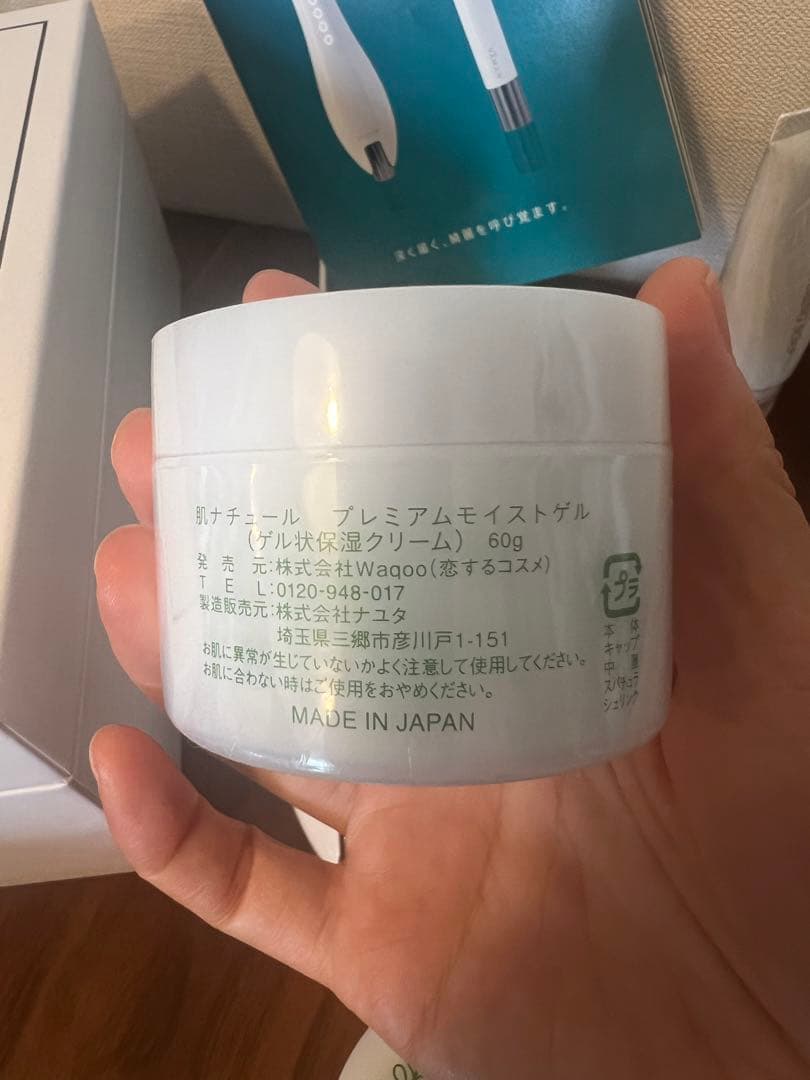 深く届く、綺麗を呼び覚ます。
肌ナチュール プレミアムモイストゲル
(ゲル状保湿クリーム) 60g
発売元:株式会社Waqoo(恋するコスメ)
TEL:0120-948-017
製造販売元:株式会社ナユタ
埼玉県三郷市彦川戸1-151
お肌に異常が生じていないかよく注意して使用してください。
お肌に合わない時はご使用をおやめください。
MADE IN JAPAN
プラ
本体
キャップ
中蓋
スパチュラ
シュリンク